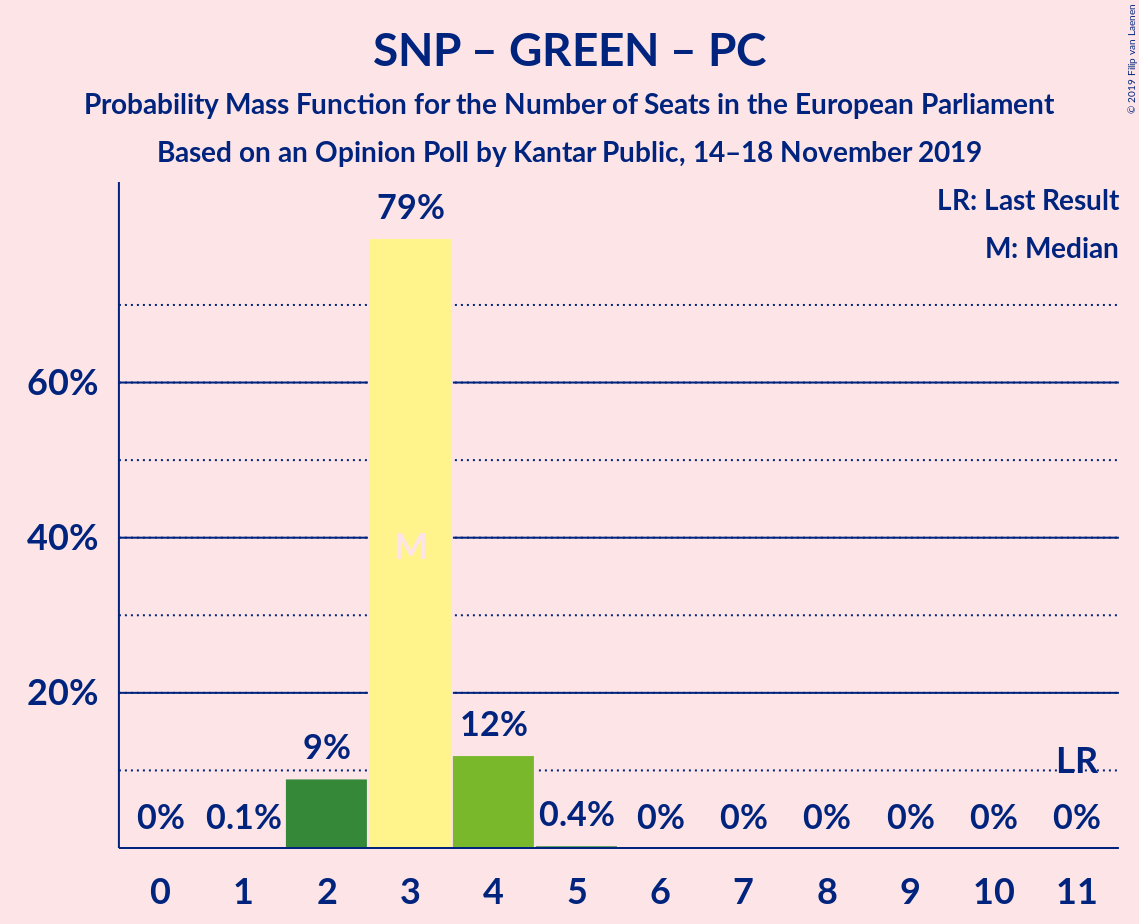 SNP – GREEN – PC
Probability Mass Function for the Number of Seats in the European Parliament
Based on an Opinion Poll by Kantar Public, 14–18 November 2019
© 2019 Filip van Laenen
LR: Last Result
M: Median
79%
60%
40%
M
20%
12%
9%
LR
0% 0.1% 0.4% 0% 0% 0% 0% 0% 0%
0 1 2 3 4 5 6 7 8 9 10 11